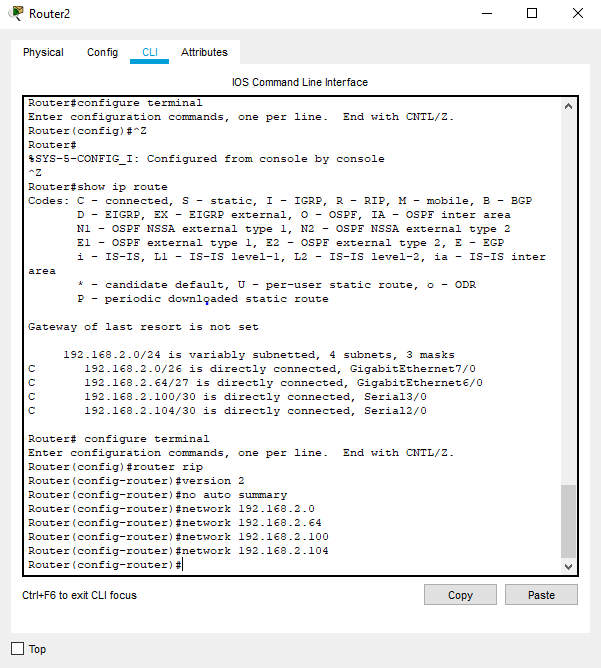 Router2
Physical Config CLI Attributes
IOS Command Line Interface
Router#configure terminal
Enter configuration commands, one per line.  End with CNTL/Z.
Router(config)#^Z
Router#
%SYS-5-CONFIG_I: Configured from console by console
^Z
Router#show ip route
Codes: C - connected, S - static, I - IGRP, R - RIP, M - mobile, B - BGP
       D - EIGRP, EX - EIGRP external, O - OSPF, IA - OSPF inter area
       N1 - OSPF NSSA external type 1, N2 - OSPF NSSA external type 2
       E1 - OSPF external type 1, E2 - OSPF external type 2, E - EGP
       i - IS-IS, L1 - IS-IS level-1, L2 - IS-IS level-2, ia - IS-IS inter
area
       * - candidate default, U - per-user static route, o - ODR
       P - periodic downloaded static route
Gateway of last resort is not set
     192.168.2.0/24 is variably subnetted, 4 subnets, 3 masks
C       192.168.2.0/26 is directly connected, GigabitEthernet7/0
C       192.168.2.64/27 is directly connected, GigabitEthernet6/0
C       192.168.2.100/30 is directly connected, Serial3/0
C       192.168.2.104/30 is directly connected, Serial2/0
Router# configure terminal
Enter configuration commands, one per line.  End with CNTL/Z.
Router(config)#router rip
Router(config-router)#version 2
Router(config-router)#no auto summary
Router(config-router)#network 192.168.2.0
Router(config-router)#network 192.168.2.64
Router(config-router)#network 192.168.2.100
Router(config-router)#network 192.168.2.104
Router(config-router)#
Ctrl+F6 to exit CLI focus
Copy Paste
Top